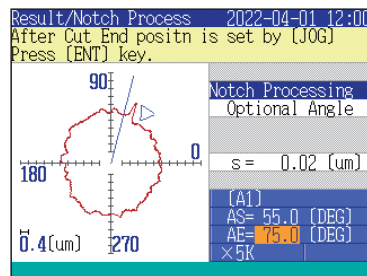 Result/Notch Process 2022-04-01 12:00
After Cut End positn is set by [JOG]
Press [ENT] key.
90
Notch Processing
Optional Angle
0
s = 0.02 (um)
180
[A1]
AS= 55.0 [DEG]
AE= 75.0 [DEG]
0.4(um)
270
×5K